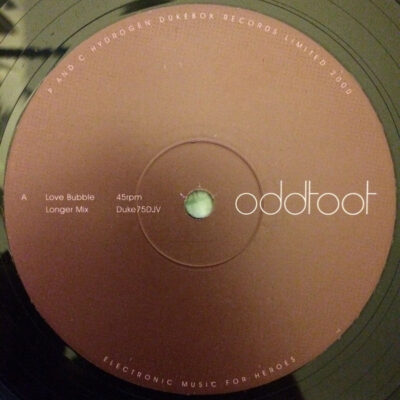 P AND C HYDROGEN DUKEBOX RECORDS LIMITED 2000
A Love Bubble 45rpm
Longer Mix Duke75DJV
oddfoot
ELECTRONIC MUSIC FOR HEROES